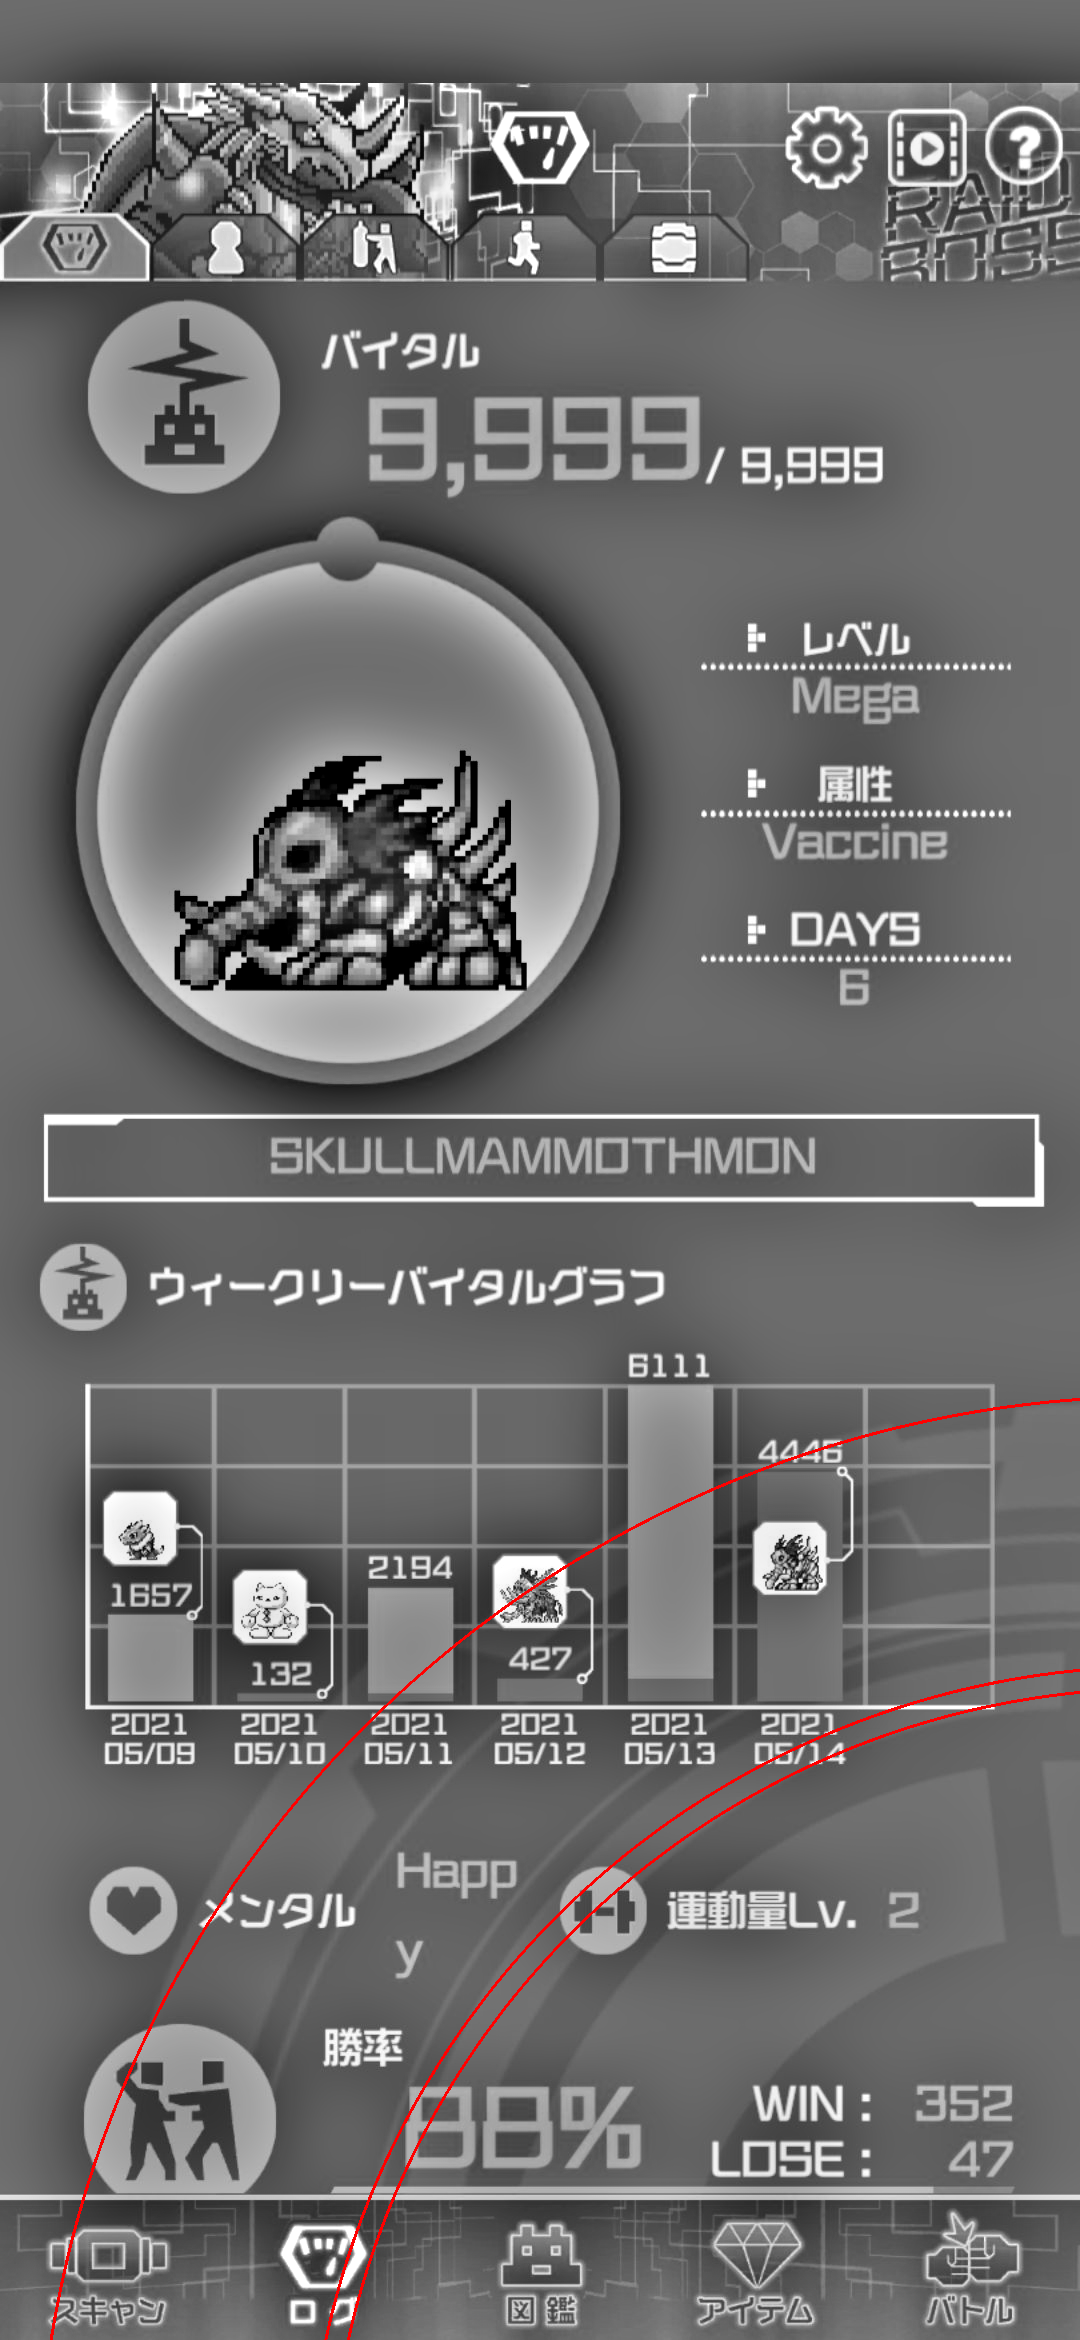 ?
RAID
BOSS
バイタル
9,999 / 9,999
レベル
Mega
属性
Vaccine
DAYS
6
SKULLMAMMOTHMON
ウィークリーバイタルグラフ
6111
4446
2194
1657
427
132
2021 2021 2021 2021 2021 2021
05/09 05/10 05/11 05/12 05/13 05/14
メンタル
Happ
y
運動量Lv. 2
勝率
88%
WIN : 352
LOSE : 47
スキャン ログ 図鑑 アイテム バトル